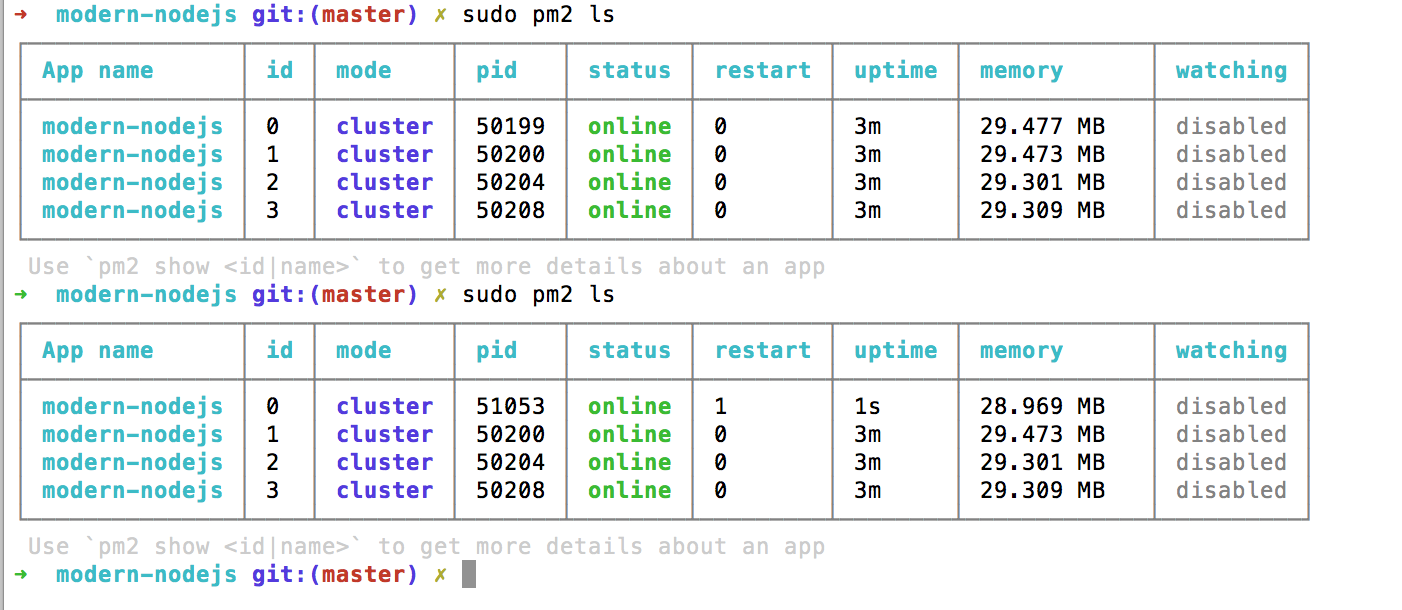 → modern-nodejs git:(master) ✗ sudo pm2 ls
App name id mode pid status restart uptime memory watching
modern-nodejs 0 cluster 50199 online 0 3m 29.477 MB disabled
modern-nodejs 1 cluster 50200 online 0 3m 29.473 MB disabled
modern-nodejs 2 cluster 50204 online 0 3m 29.301 MB disabled
modern-nodejs 3 cluster 50208 online 0 3m 29.309 MB disabled
Use `pm2 show <id|name>` to get more details about an app
→ modern-nodejs git:(master) ✗ sudo pm2 ls
App name id mode pid status restart uptime memory watching
modern-nodejs 0 cluster 51053 online 1 1s 28.969 MB disabled
modern-nodejs 1 cluster 50200 online 0 3m 29.473 MB disabled
modern-nodejs 2 cluster 50204 online 0 3m 29.301 MB disabled
modern-nodejs 3 cluster 50208 online 0 3m 29.309 MB disabled
Use `pm2 show <id|name>` to get more details about an app
→ modern-nodejs git:(master) ✗